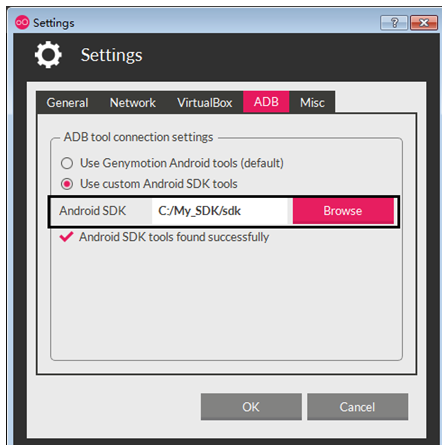 Settings
Settings
General Network VirtualBox ADB Misc
ADB tool connection settings
Use Genymotion Android tools (default)
Use custom Android SDK tools
Android SDK C:/My_SDK/sdk Browse
Android SDK tools found successfully
OK Cancel